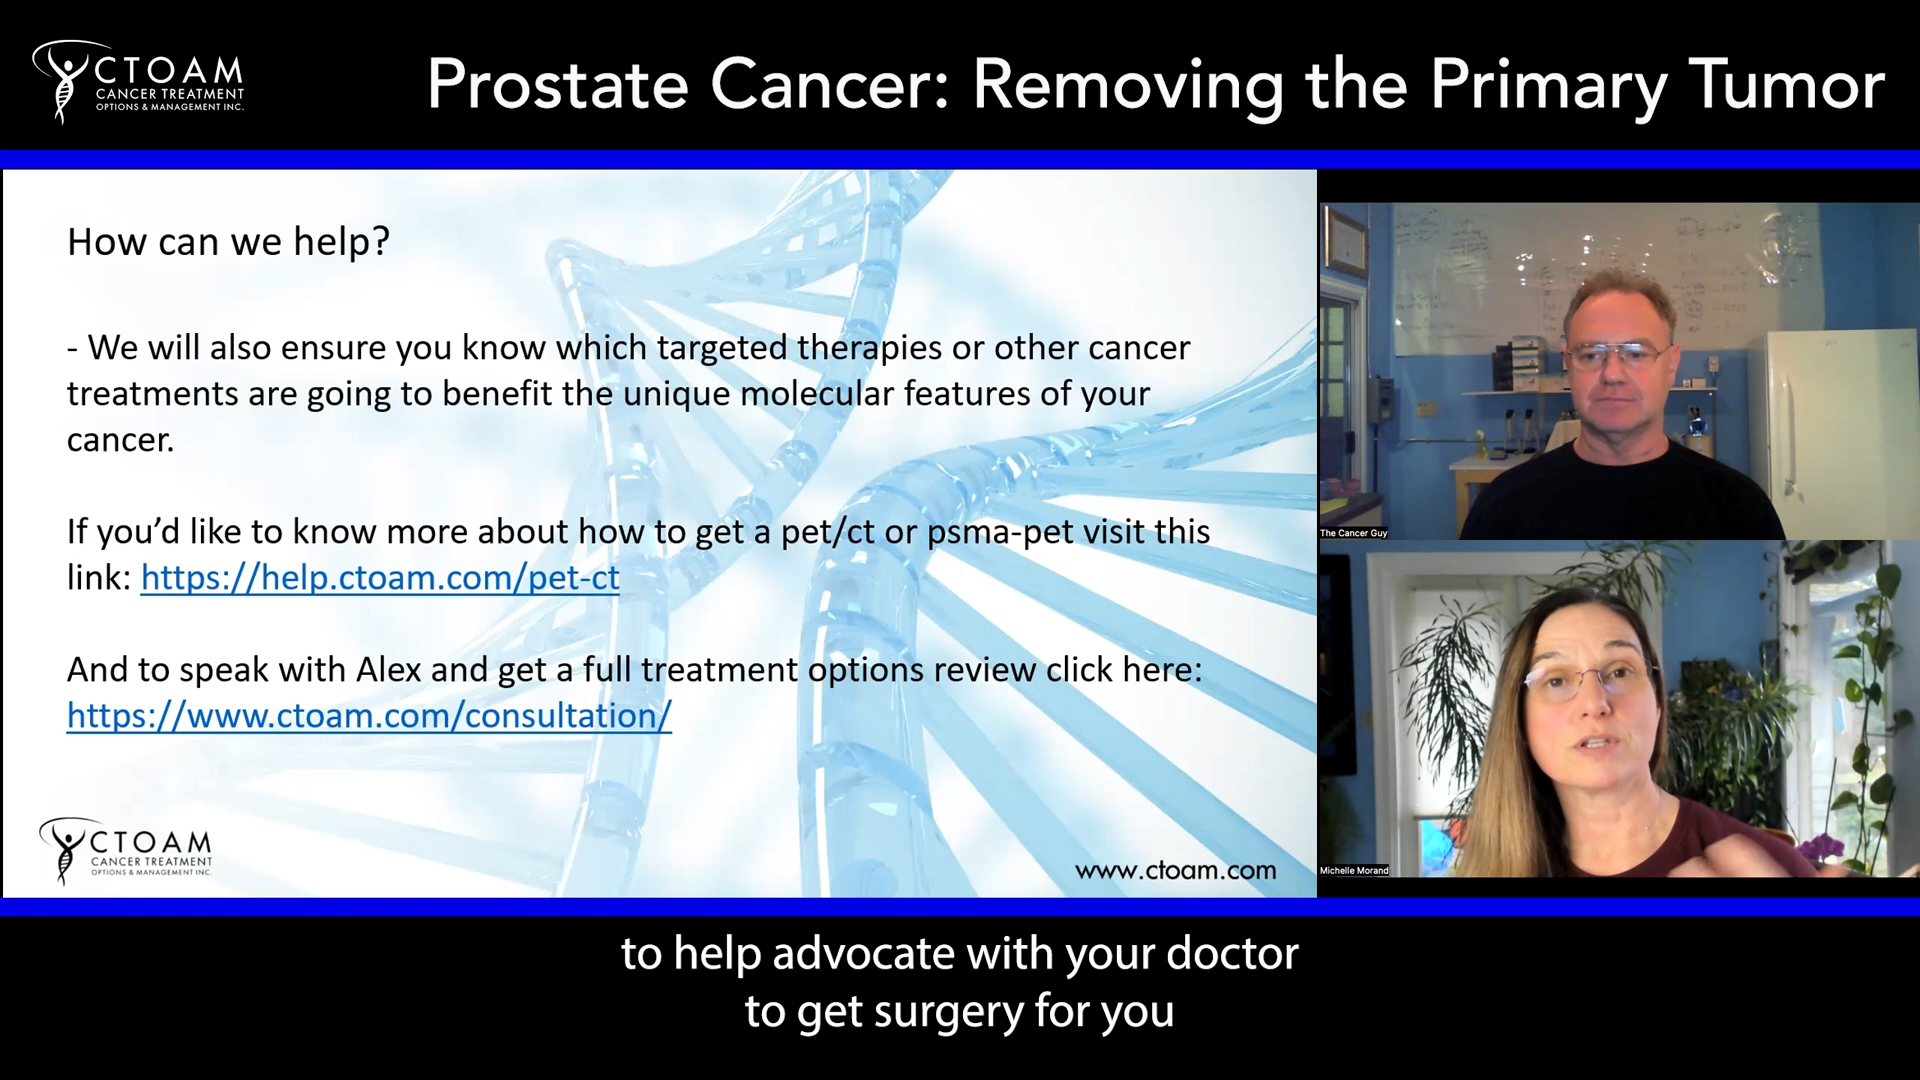 CTOAM
CANCER TREATMENT
OPTIONS & MANAGEMENT INC.
Prostate Cancer: Removing the Primary Tumor
How can we help?
- We will also ensure you know which targeted therapies or other cancer
treatments are going to benefit the unique molecular features of your
cancer.
If you’d like to know more about how to get a pet/ct or psma-pet visit this
link: https://help.ctoam.com/pet-ct
And to speak with Alex and get a full treatment options review click here:
https://www.ctoam.com/consultation/
CTOAM
CANCER TREATMENT
OPTIONS & MANAGEMENT INC.
www.ctoam.com
The Cancer Guy
Michelle Morand
to help advocate with your doctor
to get surgery for you